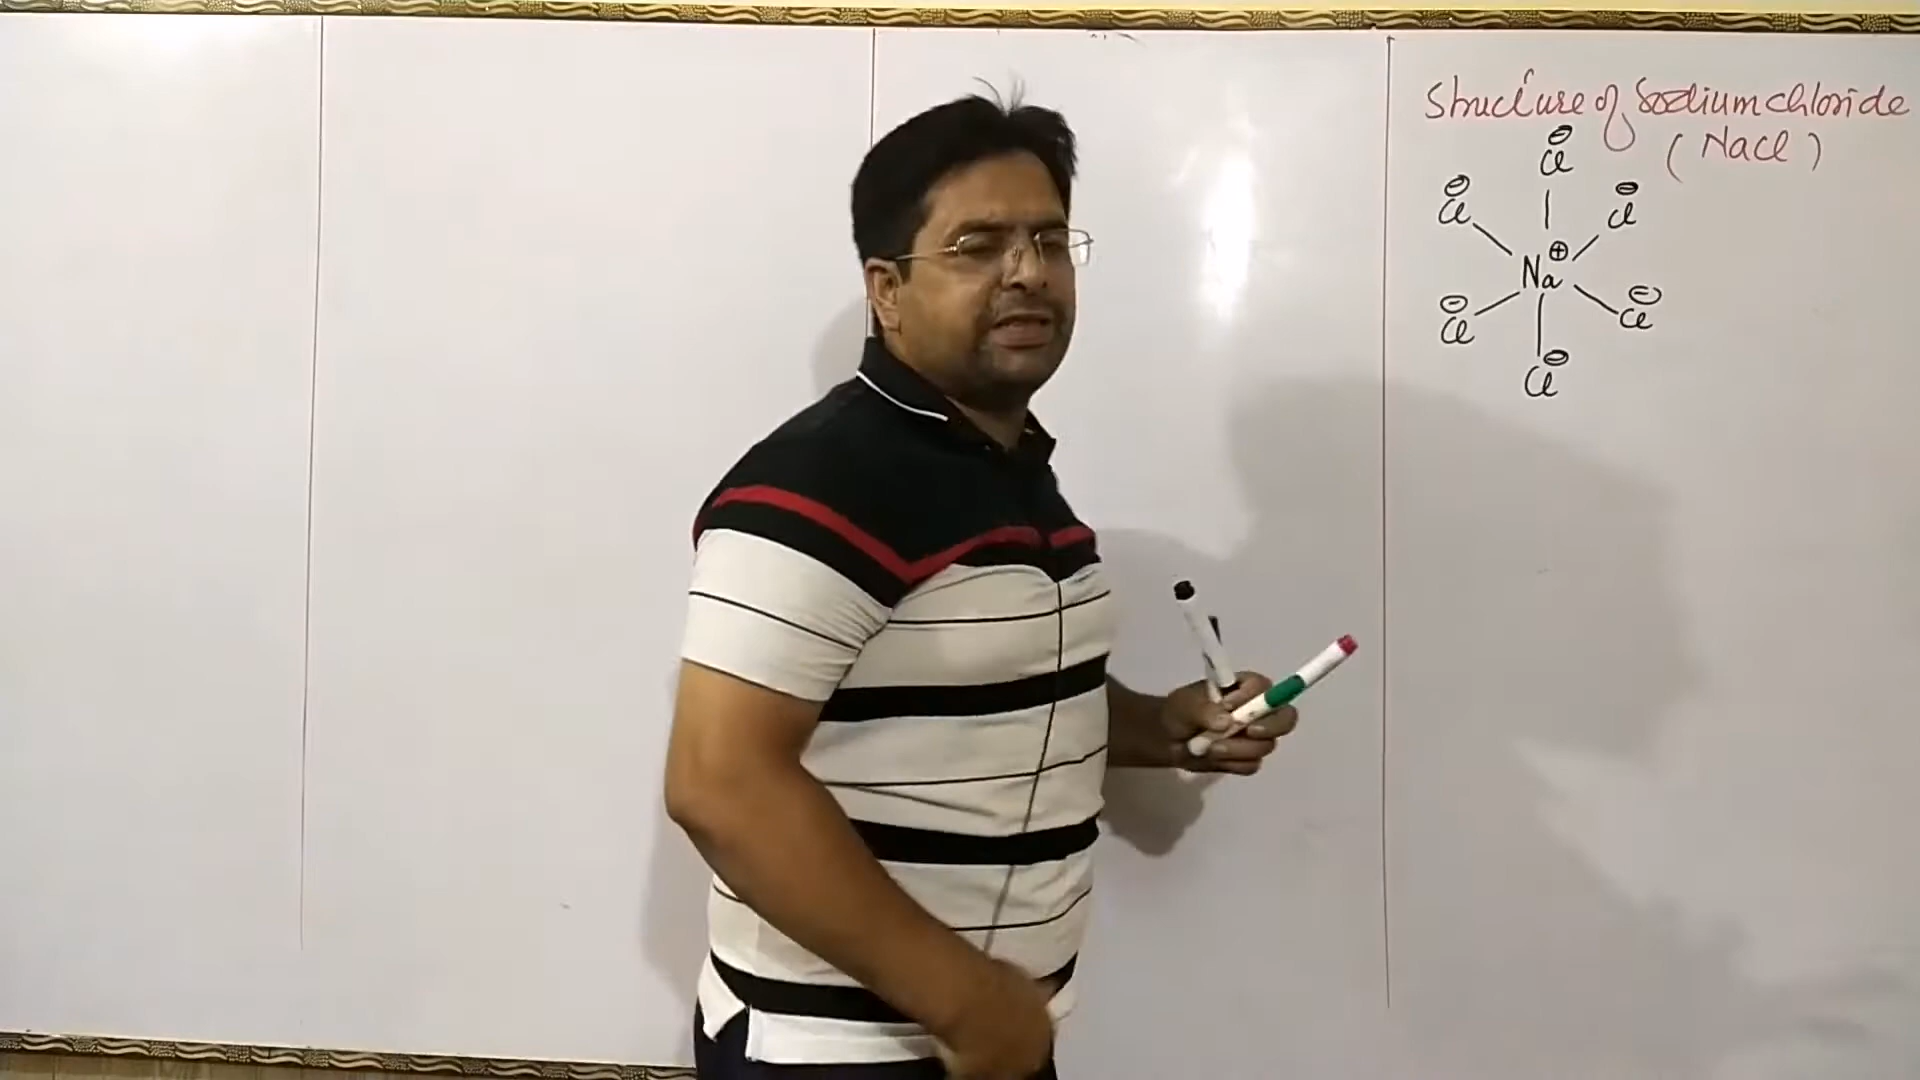 Structure of Sodium chloride
(NaCl)
Cl⊖
Cl⊖ Cl⊖
Na⊕
Cl⊖ Cl⊖
Cl⊖